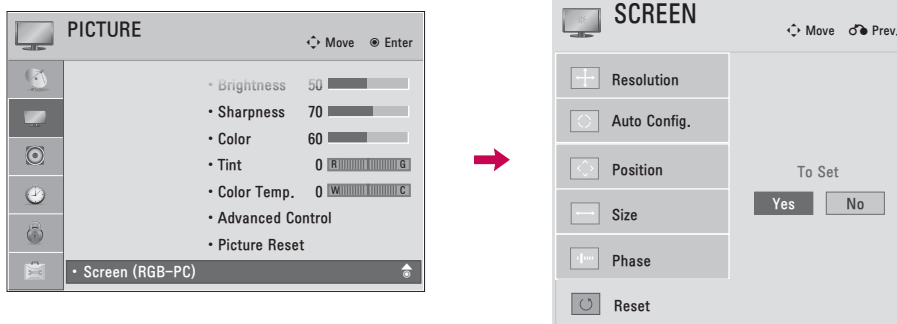 PICTURE
Move Enter
• Brightness 50
• Sharpness 70
• Color 60
• Tint 0 R G
• Color Temp. 0 W C
• Advanced Control
• Picture Reset
• Screen (RGB-PC)
SCREEN
Move Prev.
Resolution
Auto Config.
Position
Size
Phase
Reset
To Set
Yes No